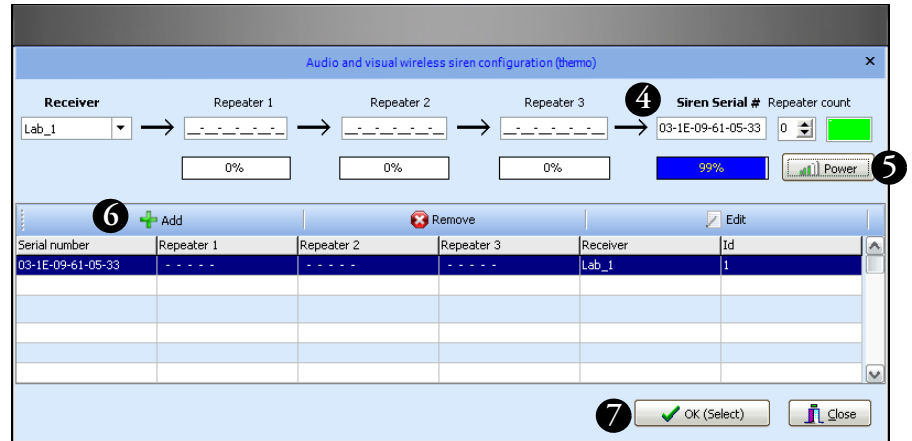 Audio and visual wireless siren configuration (thermo)
Receiver Repeater 1 Repeater 2 Repeater 3 4 Siren Serial # Repeater count
Lab_1 _-_-_-_-_-_ _-_-_-_-_-_ _-_-_-_-_-_ 03-1E-09-61-05-33 0
0% 0% 0% 99% Power 5
6 Add Remove Edit
Serial number Repeater 1 Repeater 2 Repeater 3 Receiver Id
03-1E-09-61-05-33 - - - - - - - - - - - - - - - Lab_1 1
7 OK (Select) Close